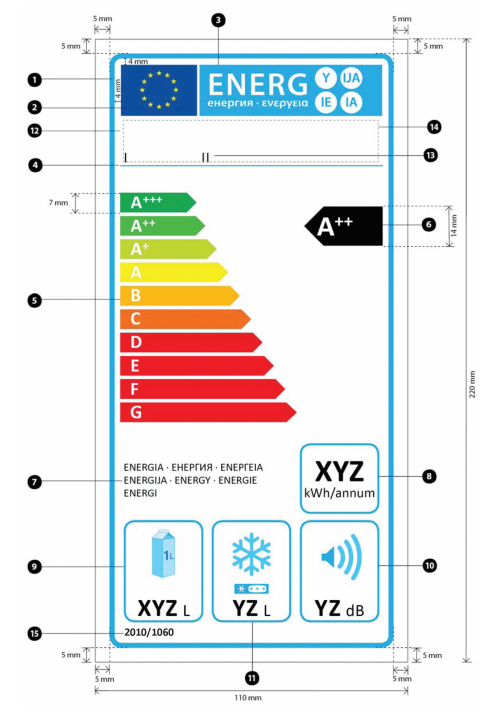 5 mm
3
5 mm
5 mm
5 mm
4 mm
1
ENERG
Y
IJA
4 mm
2
енергия · ενεργεια
IE
IA
12
14
I
II
13
4
7 mm
A+++
A++
A++
6
14 mm
A+
A
5
B
C
D
E
220 mm
F
G
XYZ
kWh/annum
8
ENERGIA · ЕНЕРГИЯ · ΕΝΕΡΓΕΙΑ
7
ENERGIJA · ENERGY · ENERGIE
ENERGI
1L
9
10
XYZ L
YZ L
YZ dB
15
2010/1060
5 mm
5 mm
11
5 mm
5 mm
110 mm